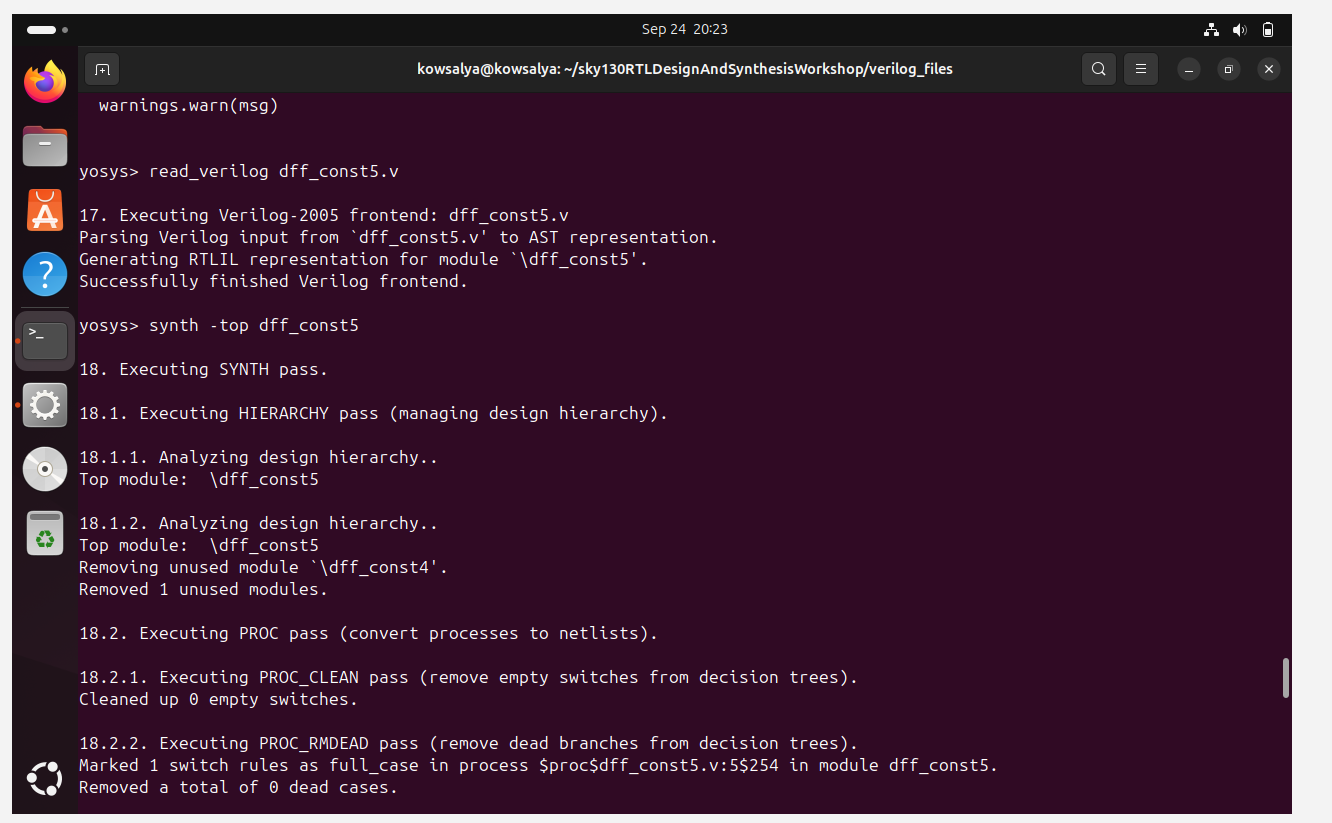 Sep 24 20:23
kowsalya@kowsalya: ~/sky130RTLDesignAndSynthesisWorkshop/verilog_files
warnings.warn(msg)
yosys> read_verilog dff_const5.v
17. Executing Verilog-2005 frontend: dff_const5.v
Parsing Verilog input from `dff_const5.v' to AST representation.
Generating RTLIL representation for module `\dff_const5'.
Successfully finished Verilog frontend.
yosys> synth -top dff_const5
18. Executing SYNTH pass.
18.1. Executing HIERARCHY pass (managing design hierarchy).
18.1.1. Analyzing design hierarchy..
Top module:  \dff_const5
18.1.2. Analyzing design hierarchy..
Top module:  \dff_const5
Removing unused module `\dff_const4'.
Removed 1 unused modules.
18.2. Executing PROC pass (convert processes to netlists).
18.2.1. Executing PROC_CLEAN pass (remove empty switches from decision trees).
Cleaned up 0 empty switches.
18.2.2. Executing PROC_RMDEAD pass (remove dead branches from decision trees).
Marked 1 switch rules as full_case in process $proc$dff_const5.v:5$254 in module dff_const5.
Removed a total of 0 dead cases.